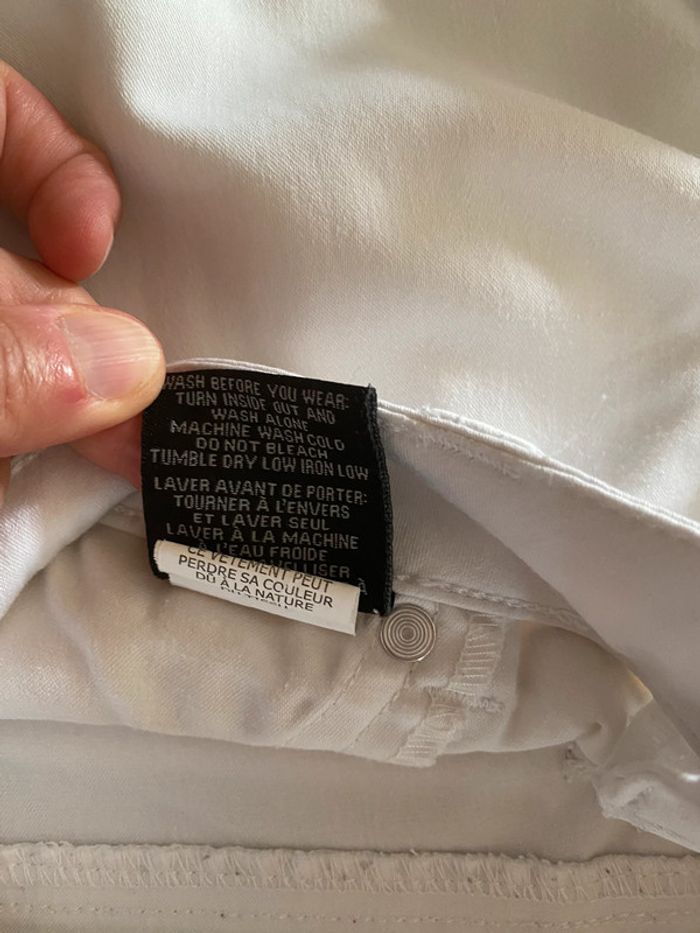 WASH BEFORE YOU WEAR:
TURN INSIDE OUT AND
WASH ALONE
MACHINE WASH COLD
DO NOT BLEACH
TUMBLE DRY LOW IRON LOW
LAVER AVANT DE PORTER:
TOURNER À L'ENVERS
ET LAVER SEUL
LAVER À LA MACHINE
À L'EAU FROIDE
À
CE VETEMENT PEUT
PERDRE SA COULEUR
DÛ À LA NATURE